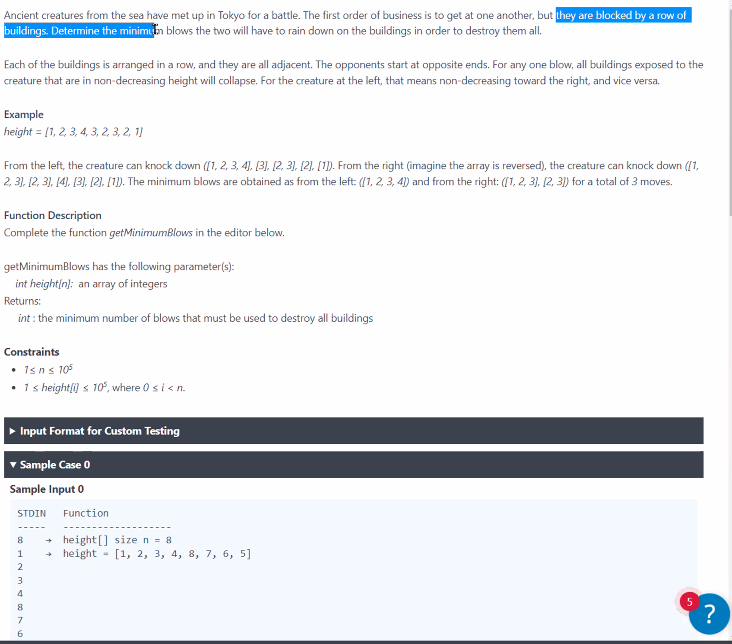 Ancient creatures from the sea have met up in Tokyo for a battle. The first order of business is to get at one another, but they are blocked by a row of
buildings. Determine the minimum blows the two will have to rain down on the buildings in order to destroy them all.
Each of the buildings is arranged in a row, and they are all adjacent. The opponents start at opposite ends. For any one blow, all buildings exposed to the
creature that are in non-decreasing height will collapse. For the creature at the left, that means non-decreasing toward the right, and vice versa.
Example
height = [1, 2, 3, 4, 3, 2, 3, 2, 1]
From the left, the creature can knock down ([1, 2, 3, 4], [3], [2, 3], [2], [1]). From the right (imagine the array is reversed), the creature can knock down ([1,
2, 3], [2, 3], [4], [3], [2], [1]). The minimum blows are obtained as from the left: ([1, 2, 3, 4]) and from the right: ([1, 2, 3], [2, 3]) for a total of 3 moves.
Function Description
Complete the function getMinimumBlows in the editor below.
getMinimumBlows has the following parameter(s):
int height[n]: an array of integers
Returns:
int : the minimum number of blows that must be used to destroy all buildings
Constraints
• 1 ≤ n ≤ 10⁵
• 1 ≤ height[i] ≤ 10⁵, where 0 ≤ i < n.
▶ Input Format for Custom Testing
▼ Sample Case 0
Sample Input 0
STDIN Function
----- -------------------
8 → height[] size n = 8
1 → height = [1, 2, 3, 4, 8, 7, 6, 5]
2
3
4
8
7
6
5
?